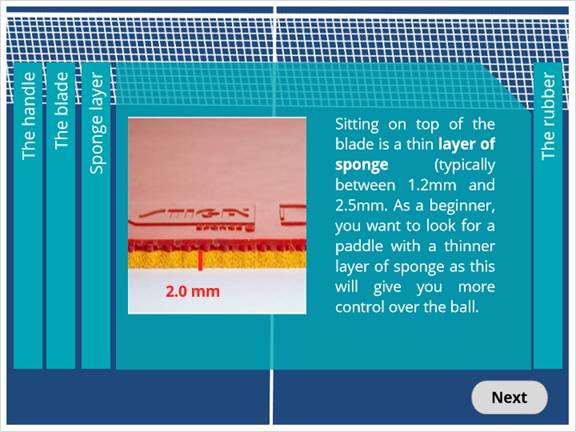 The handle
The blade
Sponge layer
STIGA
SPONGES
2.0 mm
Sitting on top of the
blade is a thin layer of
sponge (typically
between 1.2mm and
2.5mm. As a beginner,
you want to look for a
paddle with a thinner
layer of sponge as this
will give you more
control over the ball.
The rubber
Next